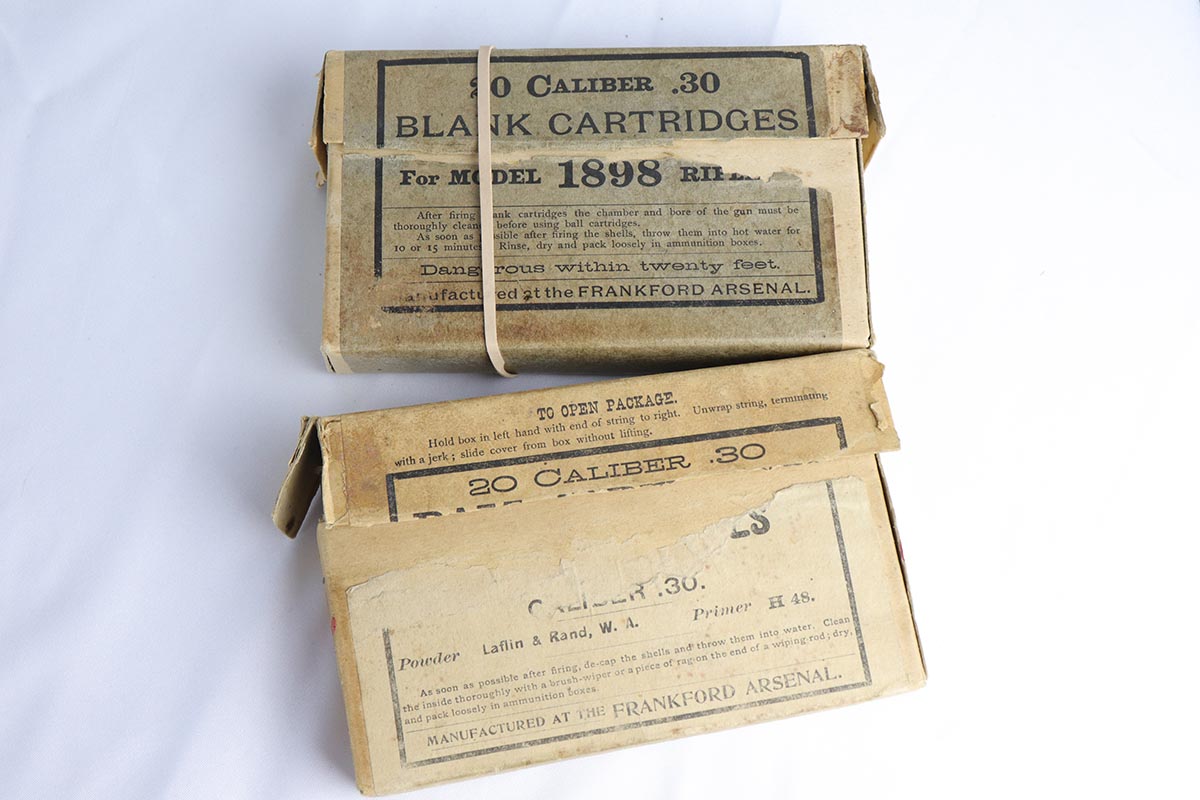 20 CALIBER .30
BLANK CARTRIDGES
For MODEL 1898 RIFLE
After firing blank cartridges the chamber and bore of the gun must be
thoroughly clean before using ball cartridges.
As soon as possible after firing the shells, throw them into hot water for
10 or 15 minutes. Rinse, dry and pack loosely in ammunition boxes.
Dangerous within twenty feet.
anufactured at the FRANKFORD ARSENAL.
TO OPEN PACKAGE.
Hold box in left hand with end of string to right. Unwrap string, terminating
with a jerk; slide cover from box without lifting.
20 CALIBER .30
CALIBER .30.
Powder Laflin & Rand, W. A. Primer H 48.
As soon as possible after firing, de-cap the shells and throw them into water. Clean
the inside thoroughly with a brush-wiper or a piece of rag on the end of a wiping rod; dry,
and pack loosely in ammunition boxes.
MANUFACTURED AT THE FRANKFORD ARSENAL.